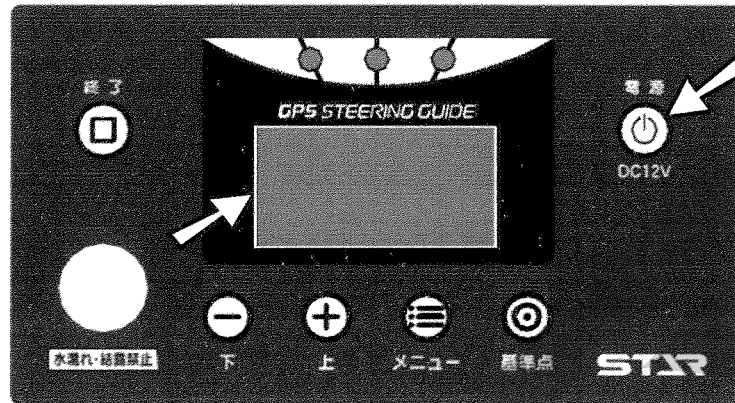 終了
電源
GPS STEERING GUIDE
DC12V
水濡れ・結露禁止
下
上
メニュー
基準点
STAR